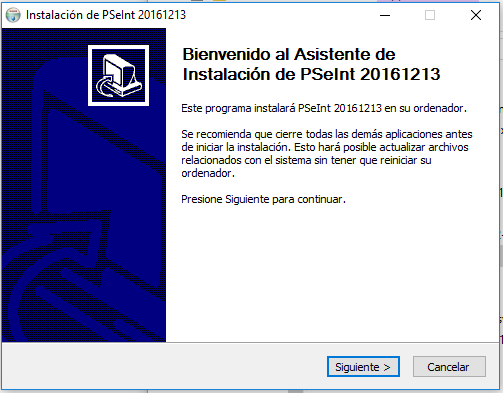 Instalación de PSeInt 20161213
Bienvenido al Asistente de
Instalación de PSeInt 20161213
Este programa instalará PSeInt 20161213 en su ordenador.
Se recomienda que cierre todas las demás aplicaciones antes
de iniciar la instalación. Esto hará posible actualizar archivos
relacionados con el sistema sin tener que reiniciar su
ordenador.
Presione Siguiente para continuar.
Siguiente >
Cancelar